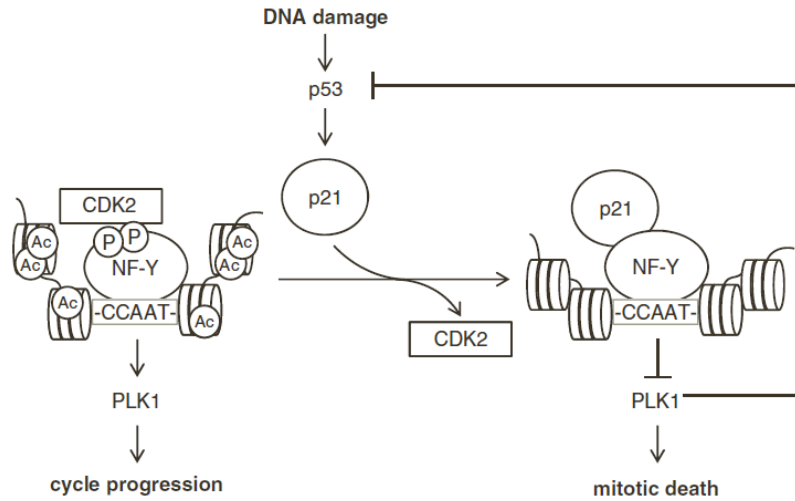 DNA damage
p53
p21
CDK2
P P
NF-Y
Ac
Ac
Ac
Ac
Ac
Ac
-CCAAT-
PLK1
cycle progression
CDK2
p21
NF-Y
-CCAAT-
PLK1
mitotic death